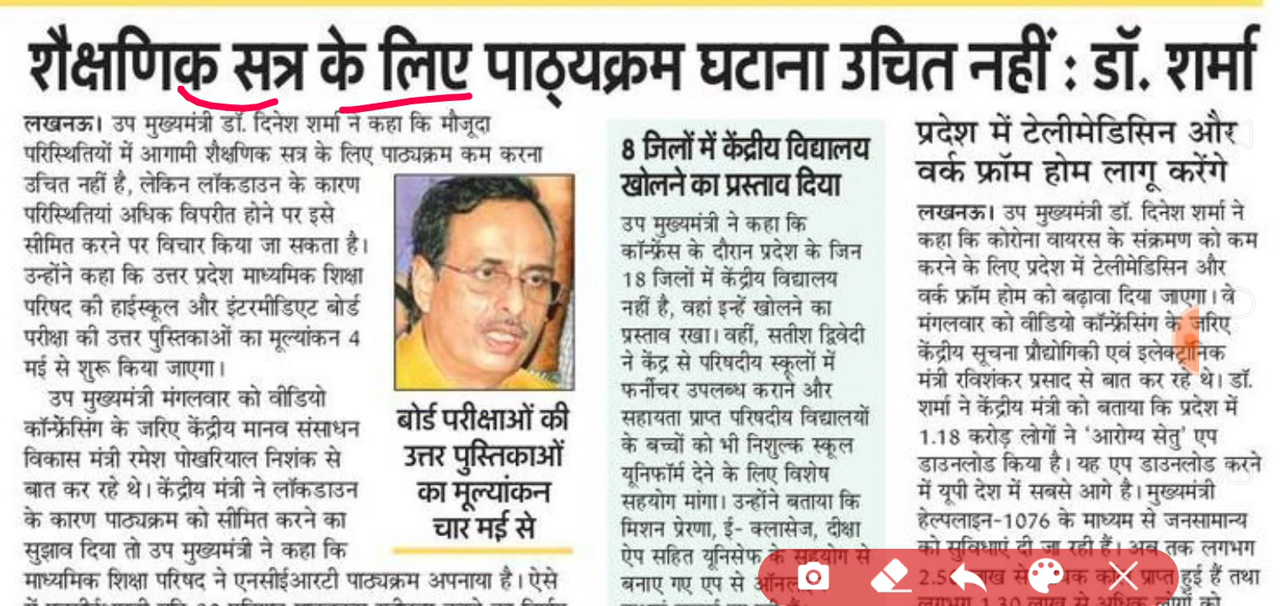 शैक्षणिक सत्र के लिए पाठ्यक्रम घटाना उचित नहीं : डॉ. शर्मा
लखनऊ। उप मुख्यमंत्री डॉ. दिनेश शर्मा ने कहा कि मौजूदा
परिस्थितियों में आगामी शैक्षणिक सत्र के लिए पाठ्यक्रम कम करना
उचित नहीं है, लेकिन लॉकडाउन के कारण
परिस्थितियां अधिक विपरीत होने पर इसे
सीमित करने पर विचार किया जा सकता है।
उन्होंने कहा कि उत्तर प्रदेश माध्यमिक शिक्षा
परिषद की हाईस्कूल और इंटरमीडिएट बोर्ड
परीक्षा की उत्तर पुस्तिकाओं का मूल्यांकन 4
मई से शुरू किया जाएगा।
उप मुख्यमंत्री मंगलवार को वीडियो
कॉन्फ्रेंसिंग के जरिए केंद्रीय मानव संसाधन
विकास मंत्री रमेश पोखरियाल निशंक से
बात कर रहे थे। केंद्रीय मंत्री ने लॉकडाउन
के कारण पाठ्यक्रम को सीमित करने का
सुझाव दिया तो उप मुख्यमंत्री ने कहा कि
माध्यमिक शिक्षा परिषद ने एनसीईआरटी पाठ्यक्रम अपनाया है। ऐसे
बोर्ड परीक्षाओं की
उत्तर पुस्तिकाओं
का मूल्यांकन
चार मई से
8 जिलों में केंद्रीय विद्यालय
खोलने का प्रस्ताव दिया
उप मुख्यमंत्री ने कहा कि
कॉन्फ्रेंस के दौरान प्रदेश के जिन
18 जिलों में केंद्रीय विद्यालय
नहीं है, वहां इन्हें खोलने का
प्रस्ताव रखा। वहीं, सतीश द्विवेदी
ने केंद्र से परिषदीय स्कूलों में
फर्नीचर उपलब्ध कराने और
सहायता प्राप्त परिषदीय विद्यालयों
के बच्चों को भी निशुल्क स्कूल
यूनिफॉर्म देने के लिए विशेष
सहयोग मांगा। उन्होंने बताया कि
मिशन प्रेरणा, ई- क्लासेज, दीक्षा
ऐप सहित यूनिसेफ के सहयोग से
बनाए गए एप से
प्रदेश में टेलीमेडिसिन और
वर्क फ्रॉम होम लागू करेंगे
लखनऊ। उप मुख्यमंत्री डॉ. दिनेश शर्मा ने
कहा कि कोरोना वायरस के संक्रमण को कम
करने के लिए प्रदेश में टेलीमेडिसिन और
वर्क फ्रॉम होम को बढ़ावा दिया जाएगा। वे
मंगलवार को वीडियो कॉन्फ्रेंसिंग के जरिए
केंद्रीय सूचना प्रौद्योगिकी एवं इलेक्ट्रॉनिक
मंत्री रविशंकर प्रसाद से बात कर रहे थे। डॉ.
शर्मा ने केंद्रीय मंत्री को बताया कि प्रदेश में
1.18 करोड़ लोगों ने ‘आरोग्य सेतु’ एप
डाउनलोड किया है। यह एप डाउनलोड करने
में यूपी देश में सबसे आगे है। मुख्यमंत्री
हेल्पलाइन-1076 के माध्यम से जनसामान्य
को सुविधाएं दी जा रही हैं। अब तक लगभग
प्राप्त हुई हैं तथा
लगभग 1.30 लाख से अधिक लोगों को